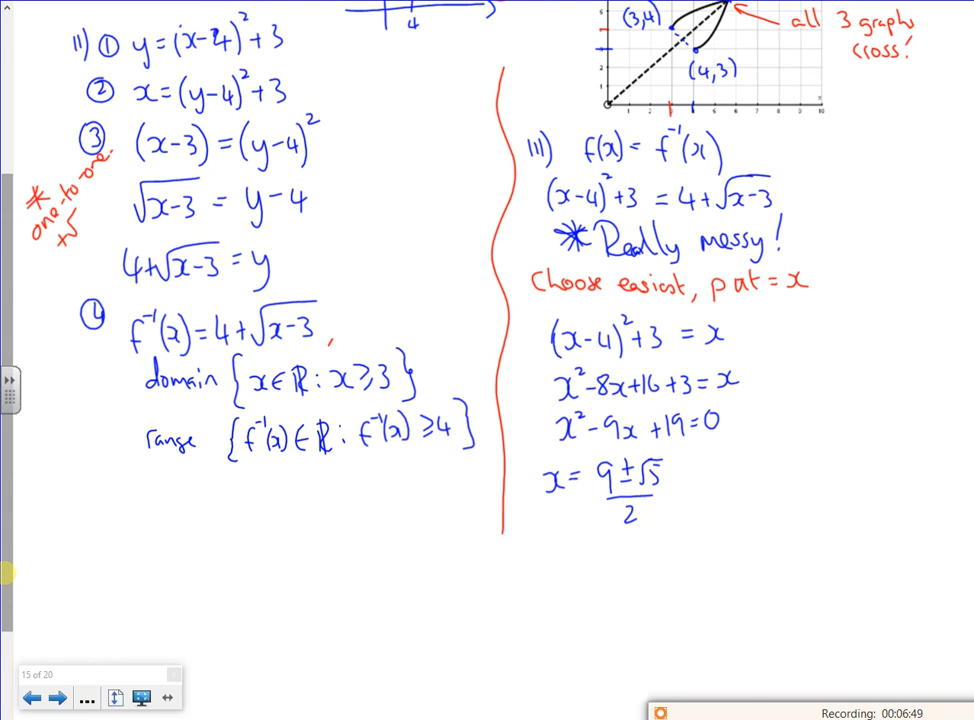 4
II) ① y = (x-4)² + 3
② x = (y-4)² + 3
③ (x-3) = (y-4)²
* one-to-one
+√
√(x-3) = y-4
4+√(x-3) = y
④ f⁻¹(x) = 4+√(x-3),
domain {x∈ℝ : x≥3}
range {f⁻¹(x)∈ℝ : f⁻¹(x) ≥4}
(3,4)
(4,3)
all 3 graphs
cross!
III) f(x) = f⁻¹(x)
(x-4)²+3 = 4+√(x-3)
* Really messy!
Choose easiest, put = x
(x-4)²+3 = x
x²-8x+16+3 = x
x²-9x+19=0
x = (9±√5)/2
15 of 20
Recording: 00:06:49